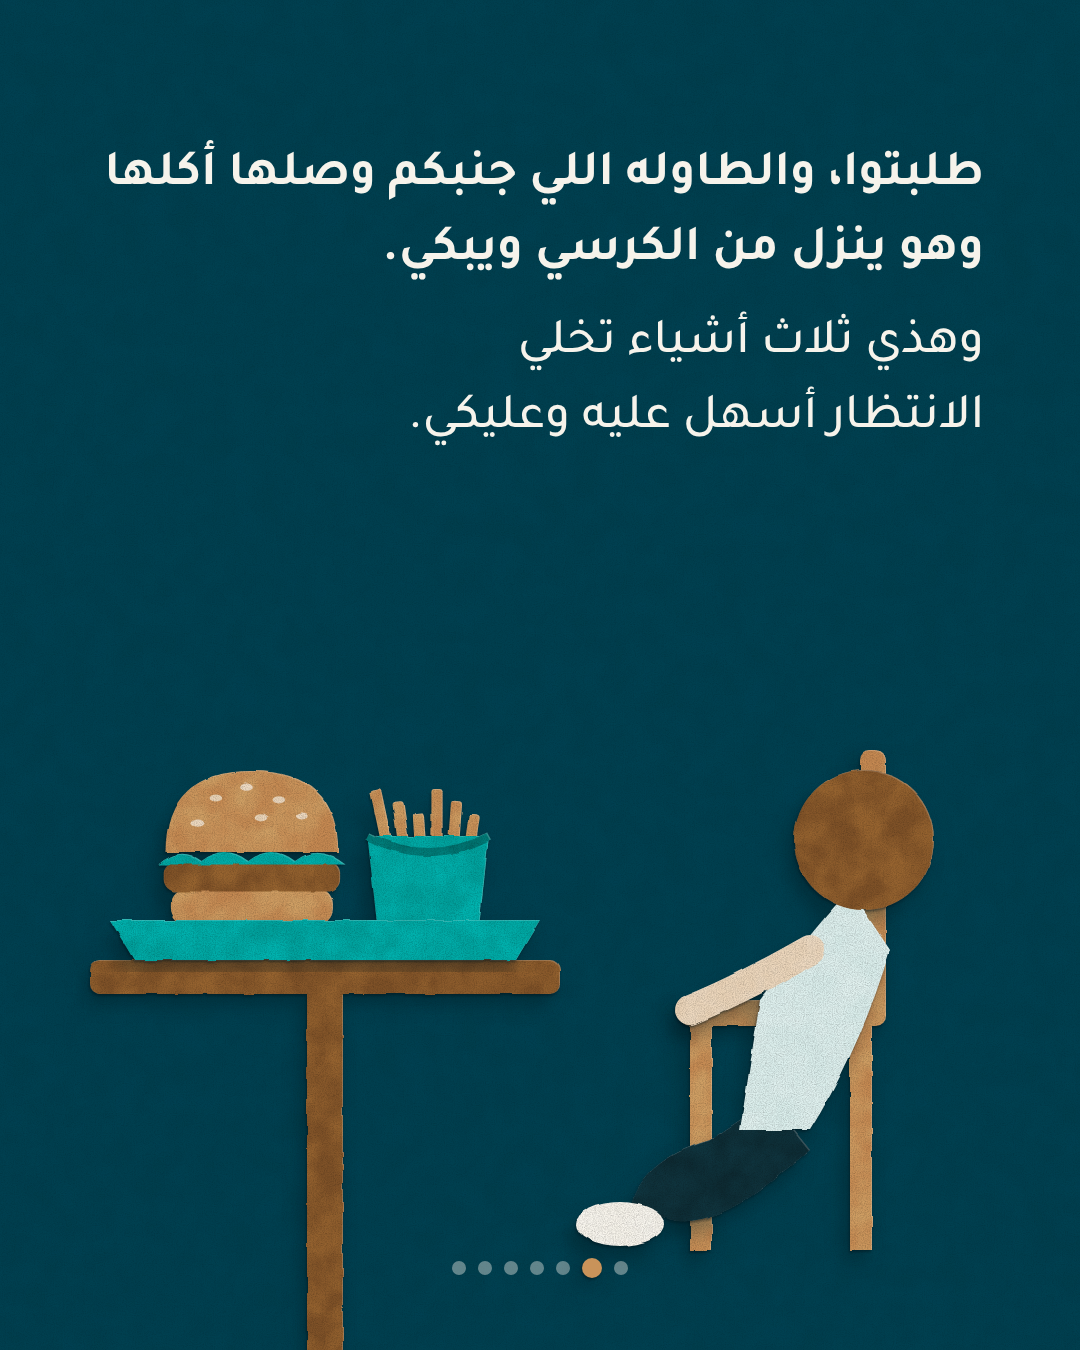 طلبتوا، والطاوله اللي جنبكم وصلها أكلها
وهو ينزل من الكرسي ويبكي.
وهذي ثلاث أشياء تخلي
الانتظار أسهل عليه وعليكي.